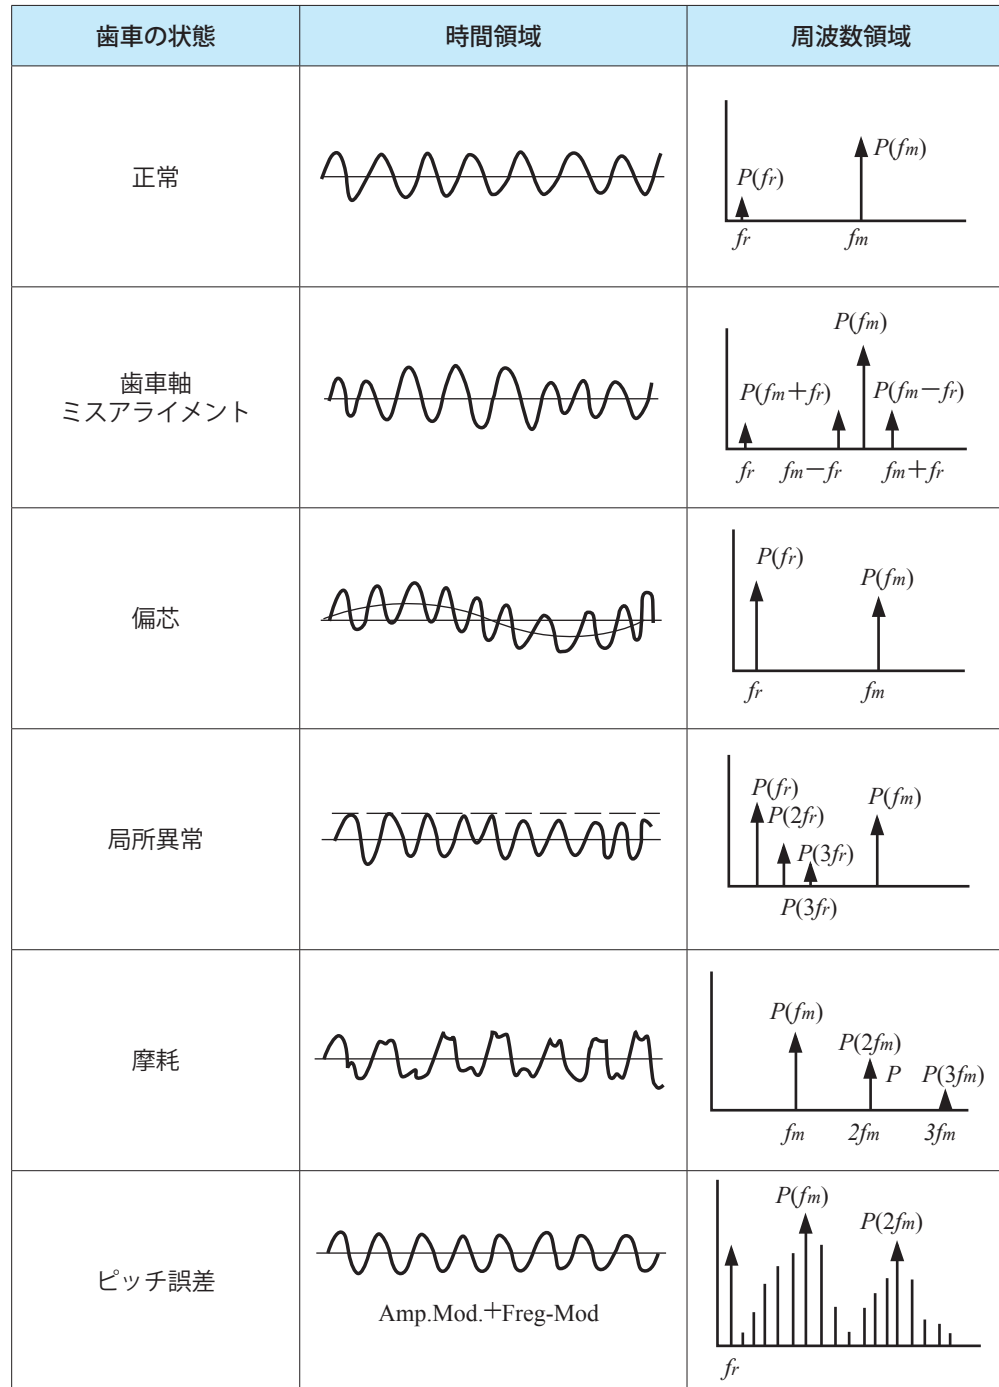 歯車の状態 時間領域 周波数領域
正常
P(fr) P(fm)
fr fm
歯車軸
ミスアライメント
P(fm)
P(fm+fr) P(fm−fr)
fr fm−fr fm+fr
偏芯
P(fr) P(fm)
fr fm
局所異常
P(fr) P(fm)
P(2fr)
P(3fr)
P(3fr)
摩耗
P(fm)
P(2fm)
P P(3fm)
fm 2fm 3fm
ピッチ誤差
Amp.Mod.+Freg-Mod
P(fm)
P(2fm)
fr